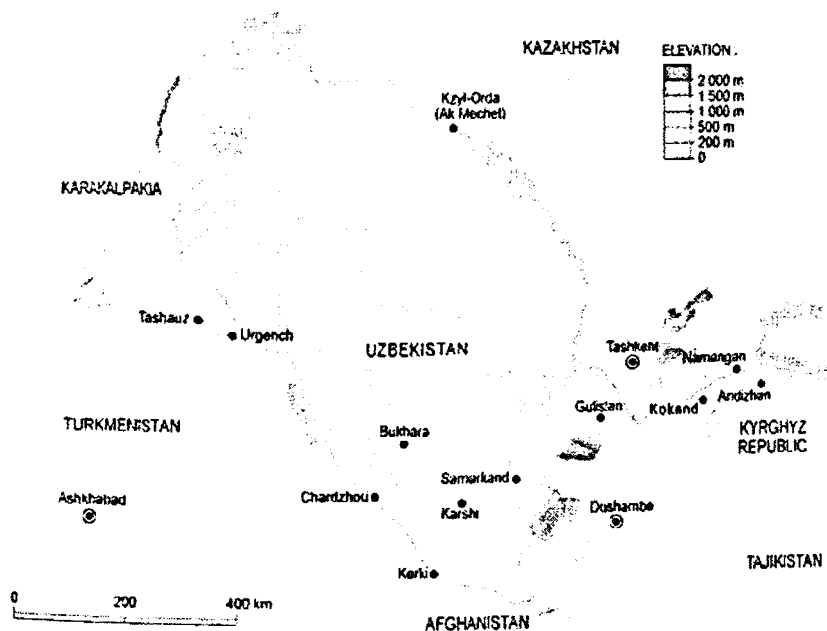 KAZAKHSTAN
ELEVATION :
2 000 m
1 500 m
1 000 m
500 m
200 m
0
Kzyl-Orda
(Ak Mechet)
KARAKALPAKIA
Tashauz
Urgench
UZBEKISTAN
Tashkent
Namangan
Andizhan
Gulistan
Kokand
KYRGHYZ
REPUBLIC
TURKMENISTAN
Bukhara
Samarkand
Ashkhabad
Chardzhou
Karshi
Dushambe
TAJIKISTAN
Kerki
0 200 400 km
AFGHANISTAN